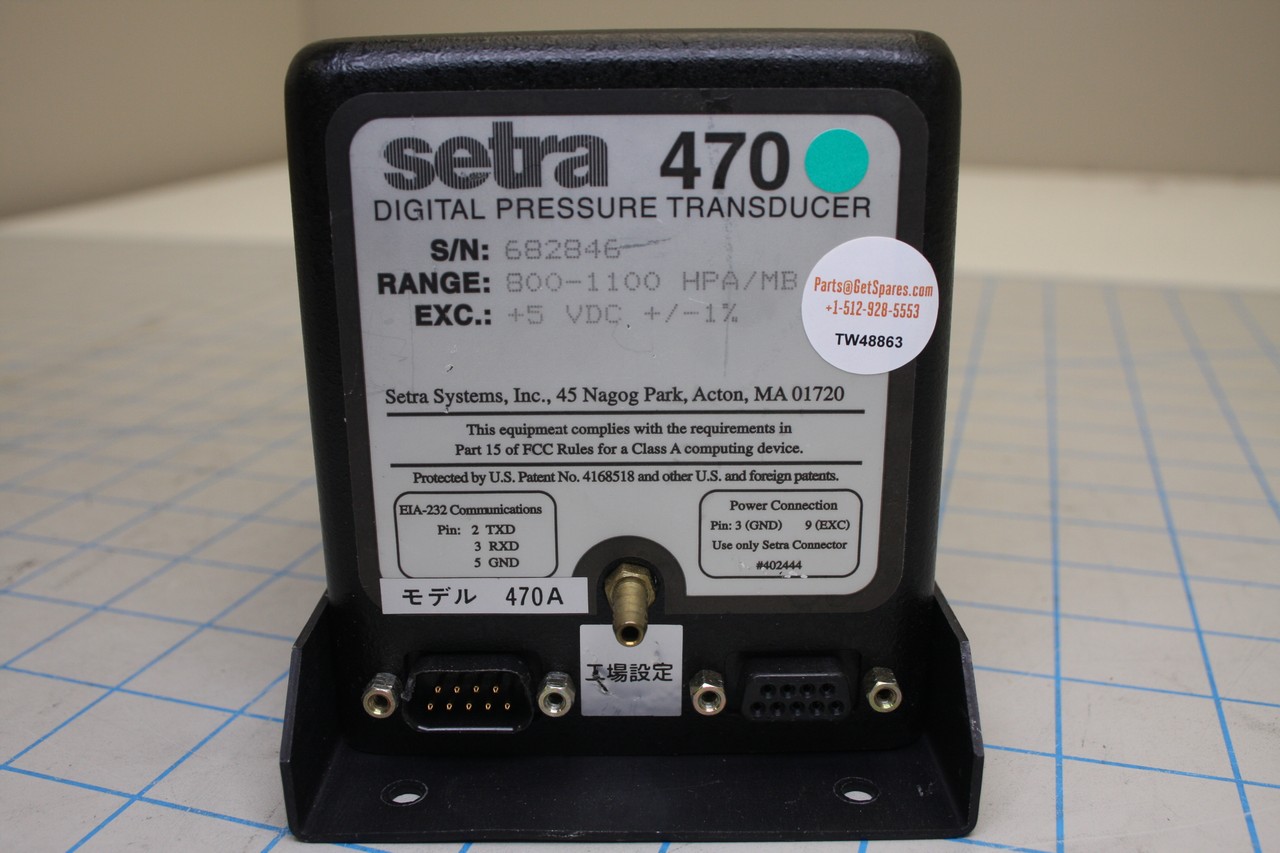 setra 470
DIGITAL PRESSURE TRANSDUCER
S/N: 682846
RANGE: 800-1100 HPA/MB
EXC.: +5 VDC +/-1%
Parts@GetSpares.com
+1-512-928-5553
TW48863
Setra Systems, Inc., 45 Nagog Park, Acton, MA 01720
This equipment complies with the requirements in
Part 15 of FCC Rules for a Class A computing device.
Protected by U.S. Patent No. 4168518 and other U.S. and foreign patents.
EIA-232 Communications
Pin: 2 TXD
3 RXD
5 GND
Power Connection
Pin: 3 (GND) 9 (EXC)
Use only Setra Connector
#402444
モデル 470A
工場設定